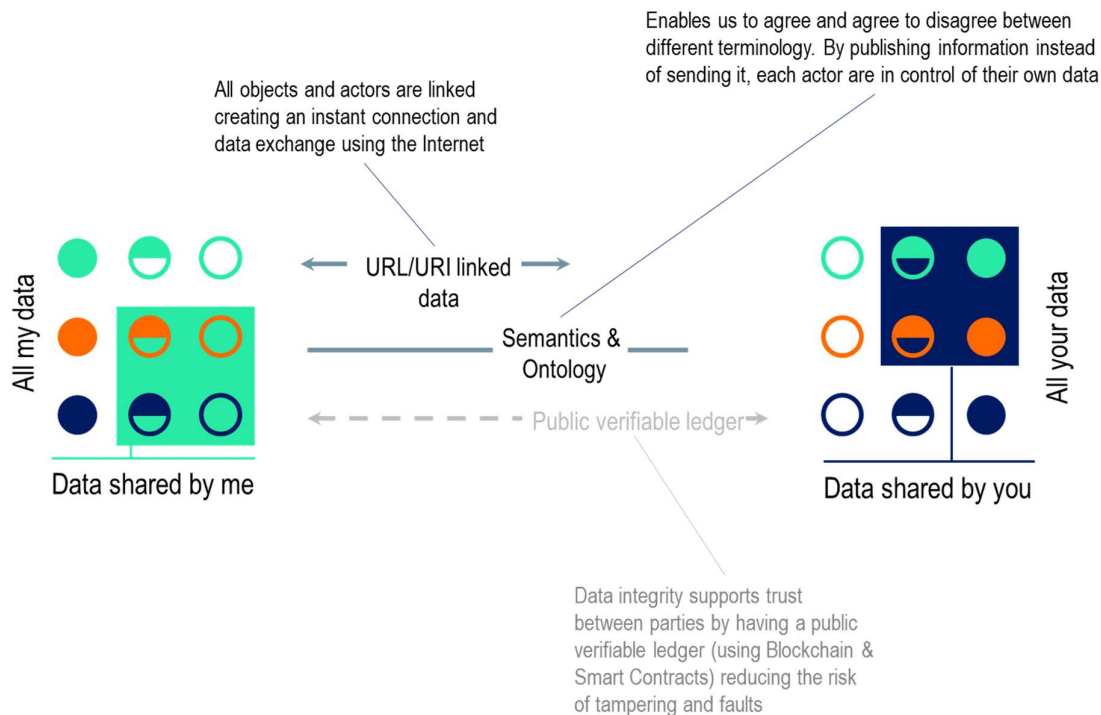 Enables us to agree and agree to disagree between
different terminology. By publishing information instead
of sending it, each actor are in control of their own data
All objects and actors are linked
creating an instant connection and
data exchange using the Internet
All my data
URL/URI linked
data
Semantics &
Ontology
Public verifiable ledger
All your data
Data shared by me
Data shared by you
Data integrity supports trust
between parties by having a public
verifiable ledger (using Blockchain &
Smart Contracts) reducing the risk
of tampering and faults